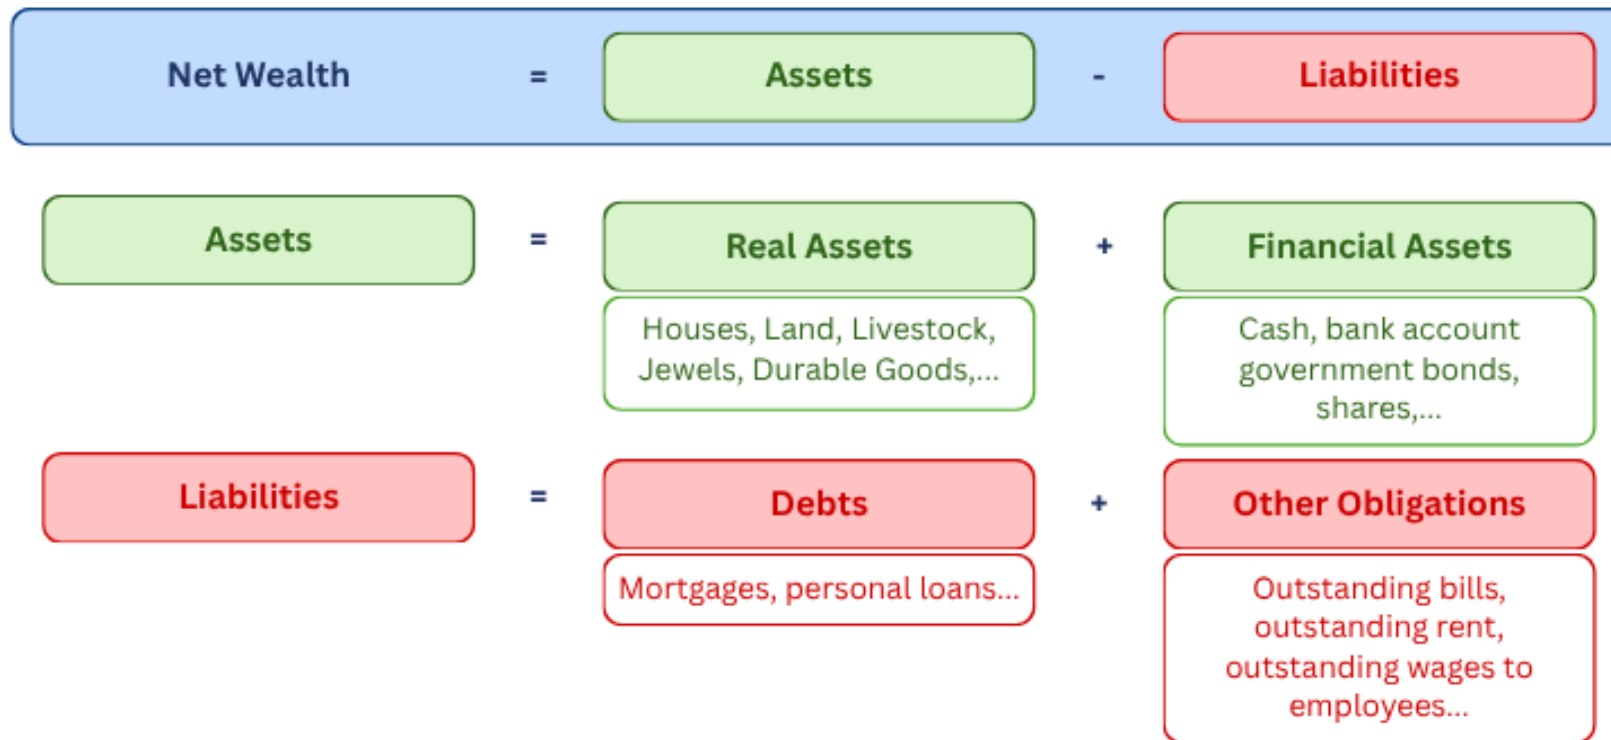 Net Wealth = Assets - Liabilities
Assets = Real Assets + Financial Assets
Houses, Land, Livestock,
Jewels, Durable Goods,...
Cash, bank account
government bonds,
shares,...
Liabilities = Debts + Other Obligations
Mortgages, personal loans...
Outstanding bills,
outstanding rent,
outstanding wages to
employees...